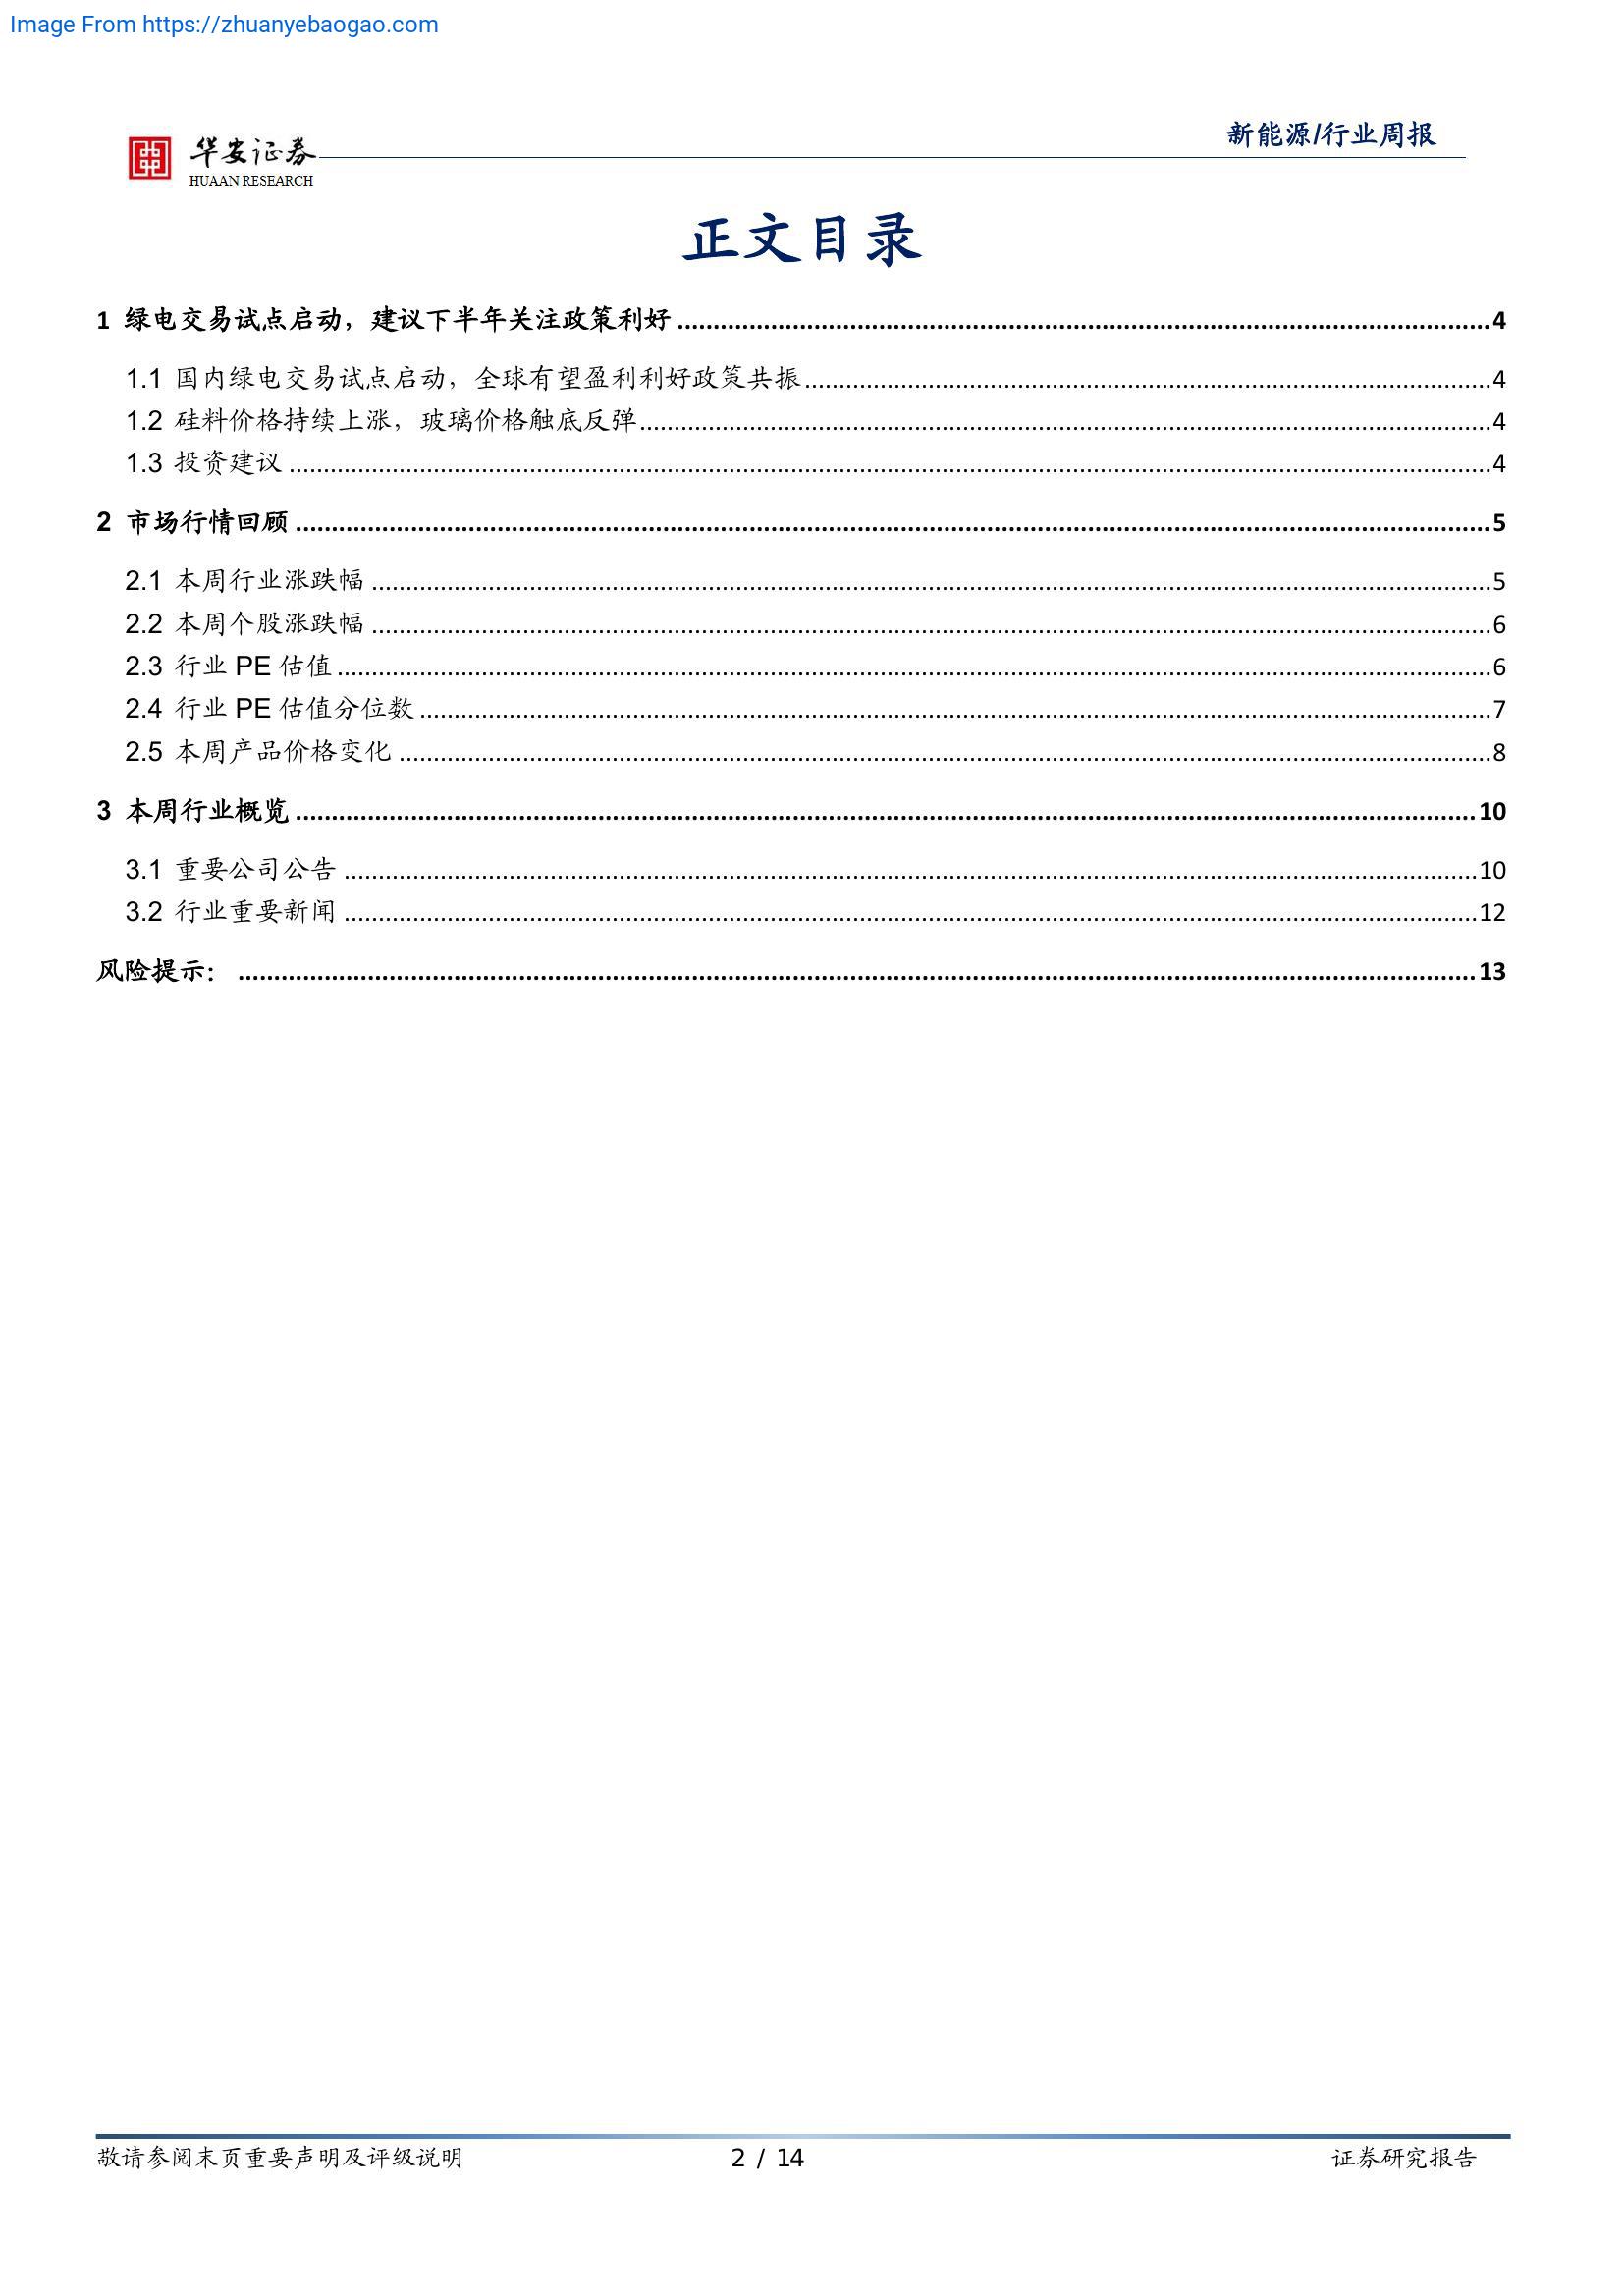 Image From https://zhuanyebaogao.com
华安证券
HUAAN RESEARCH
新能源/行业周报
正文目录
1 绿电交易试点启动，建议下半年关注政策利好 4
1.1 国内绿电交易试点启动，全球有望盈利利好政策共振 4
1.2 硅料价格持续上涨，玻璃价格触底反弹 4
1.3 投资建议 4
2 市场行情回顾 5
2.1 本周行业涨跌幅 5
2.2 本周个股涨跌幅 6
2.3 行业 PE 估值 6
2.4 行业 PE 估值分位数 7
2.5 本周产品价格变化 8
3 本周行业概览 10
3.1 重要公司公告 10
3.2 行业重要新闻 12
风险提示： 13
敬请参阅末页重要声明及评级说明 2 / 14 证券研究报告